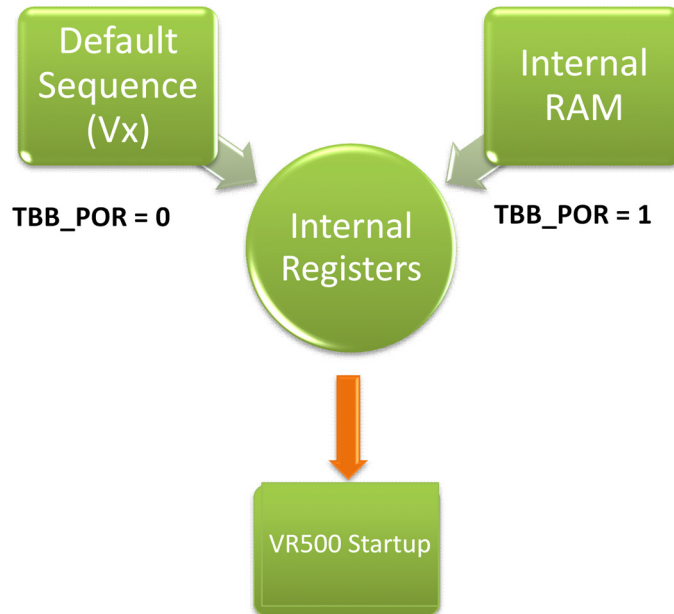 Default
Sequence
(Vx)
Internal
RAM
TBB_POR = 0
TBB_POR = 1
Internal
Registers
VR500 Startup